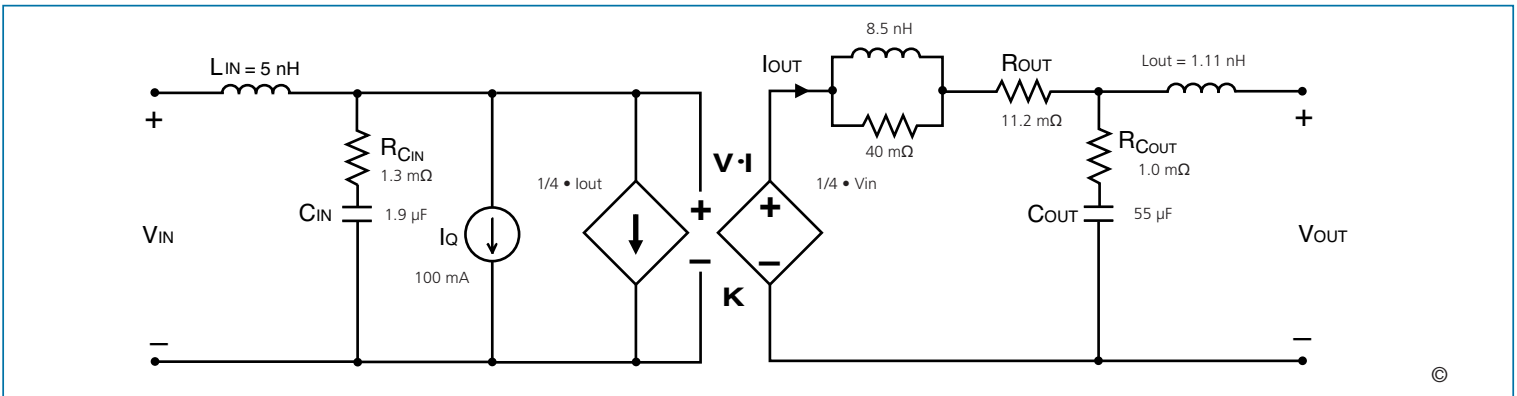 LIN = 5 nH
+
RCIN
1.3 mΩ
CIN
1.9 µF
VIN
–
IQ
100 mA
1/4 • Iout
+
–
V•I
K
1/4 • Vin
+
–
IOUT
8.5 nH
40 mΩ
ROUT
11.2 mΩ
Lout = 1.11 nH
RCOUT
1.0 mΩ
COUT
55 µF
+
VOUT
–
©